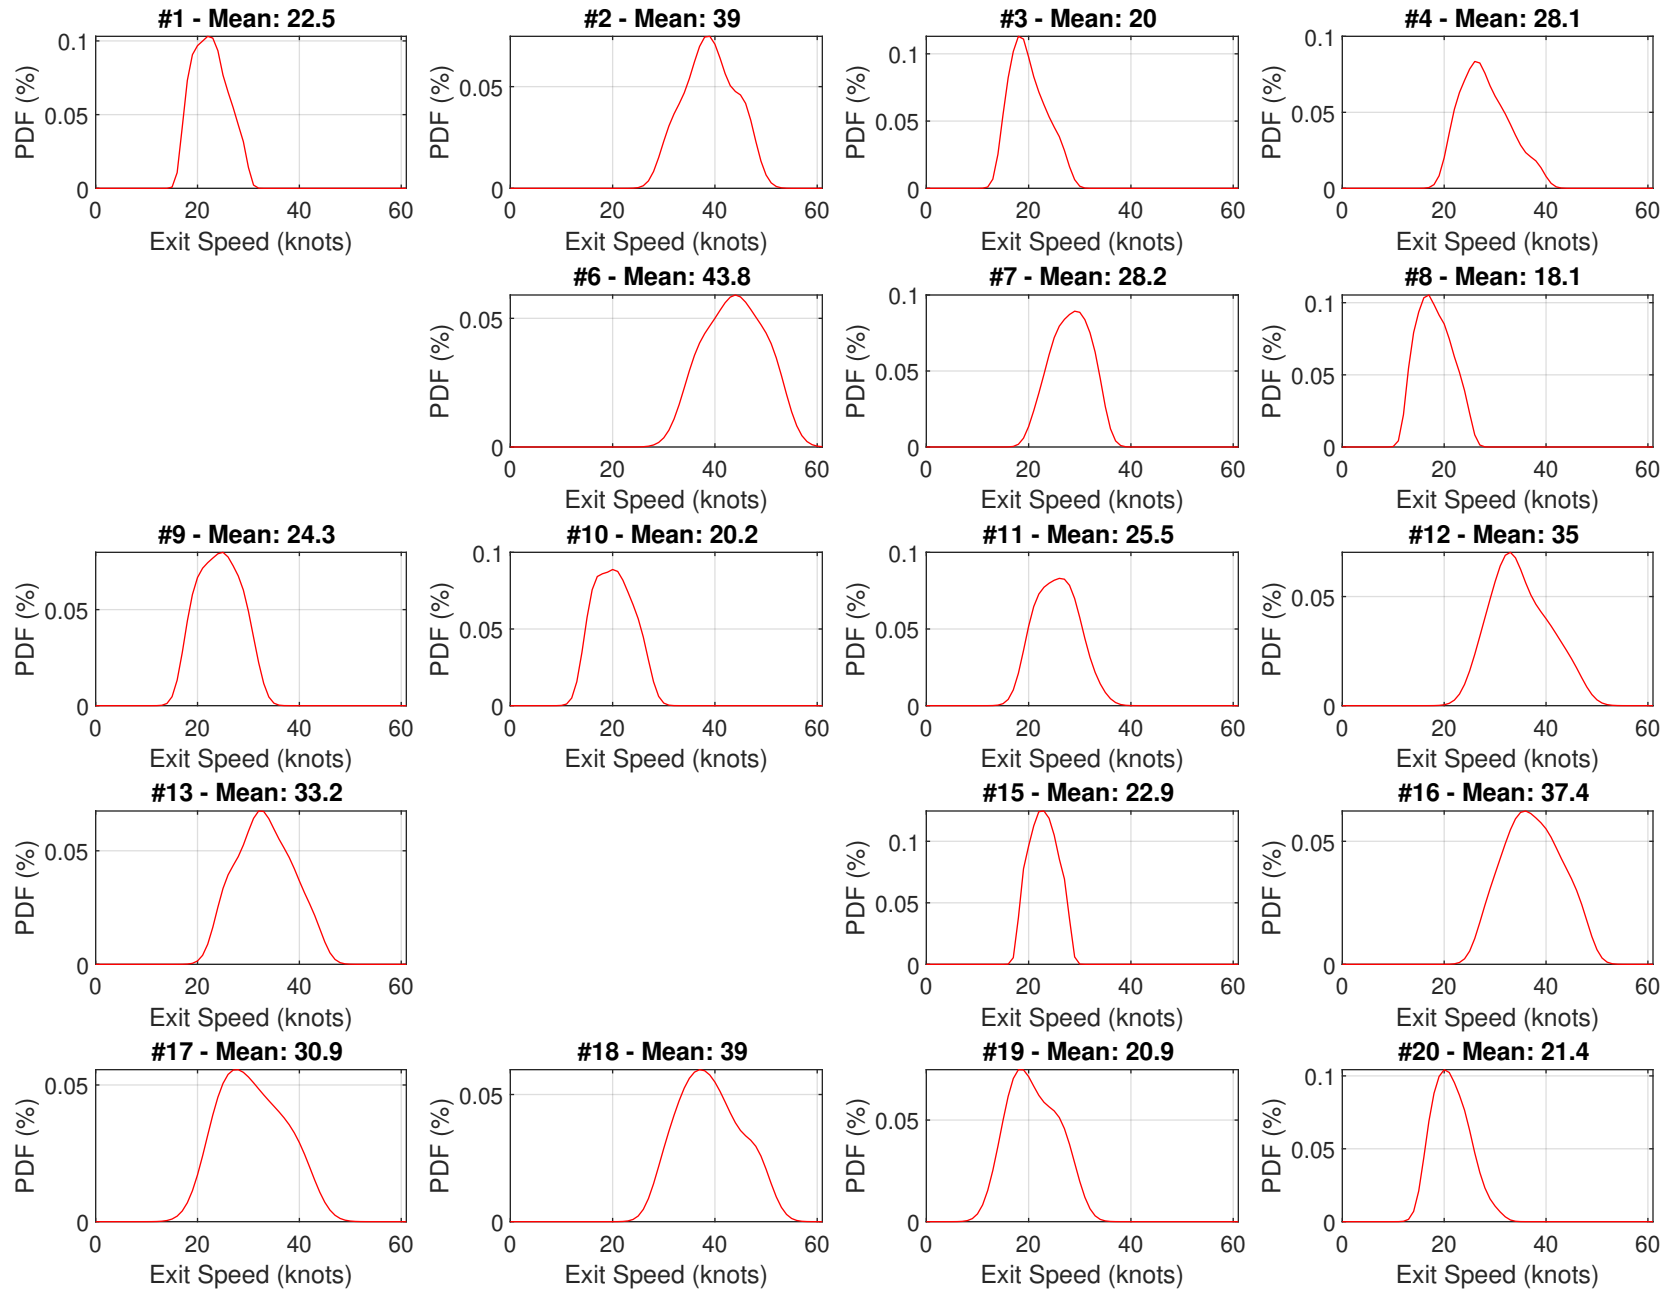 #1 - Mean: 22.5
PDF (%)
0.1
0.05
0
0 20 40 60
Exit Speed (knots)
#2 - Mean: 39
PDF (%)
0.05
0
0 20 40 60
Exit Speed (knots)
#3 - Mean: 20
PDF (%)
0.1
0.05
0
0 20 40 60
Exit Speed (knots)
#4 - Mean: 28.1
PDF (%)
0.1
0.05
0
0 20 40 60
Exit Speed (knots)
#6 - Mean: 43.8
PDF (%)
0.05
0
0 20 40 60
Exit Speed (knots)
#7 - Mean: 28.2
PDF (%)
0.1
0.05
0
0 20 40 60
Exit Speed (knots)
#8 - Mean: 18.1
PDF (%)
0.1
0.05
0
0 20 40 60
Exit Speed (knots)
#9 - Mean: 24.3
PDF (%)
0.05
0
0 20 40 60
Exit Speed (knots)
#10 - Mean: 20.2
PDF (%)
0.1
0.05
0
0 20 40 60
Exit Speed (knots)
#11 - Mean: 25.5
PDF (%)
0.1
0.05
0
0 20 40 60
Exit Speed (knots)
#12 - Mean: 35
PDF (%)
0.05
0
0 20 40 60
Exit Speed (knots)
#13 - Mean: 33.2
PDF (%)
0.05
0
0 20 40 60
Exit Speed (knots)
#15 - Mean: 22.9
PDF (%)
0.1
0.05
0
0 20 40 60
Exit Speed (knots)
#16 - Mean: 37.4
PDF (%)
0.05
0
0 20 40 60
Exit Speed (knots)
#17 - Mean: 30.9
PDF (%)
0.05
0
0 20 40 60
Exit Speed (knots)
#18 - Mean: 39
PDF (%)
0.05
0
0 20 40 60
Exit Speed (knots)
#19 - Mean: 20.9
PDF (%)
0.05
0
0 20 40 60
Exit Speed (knots)
#20 - Mean: 21.4
PDF (%)
0.1
0.05
0
0 20 40 60
Exit Speed (knots)